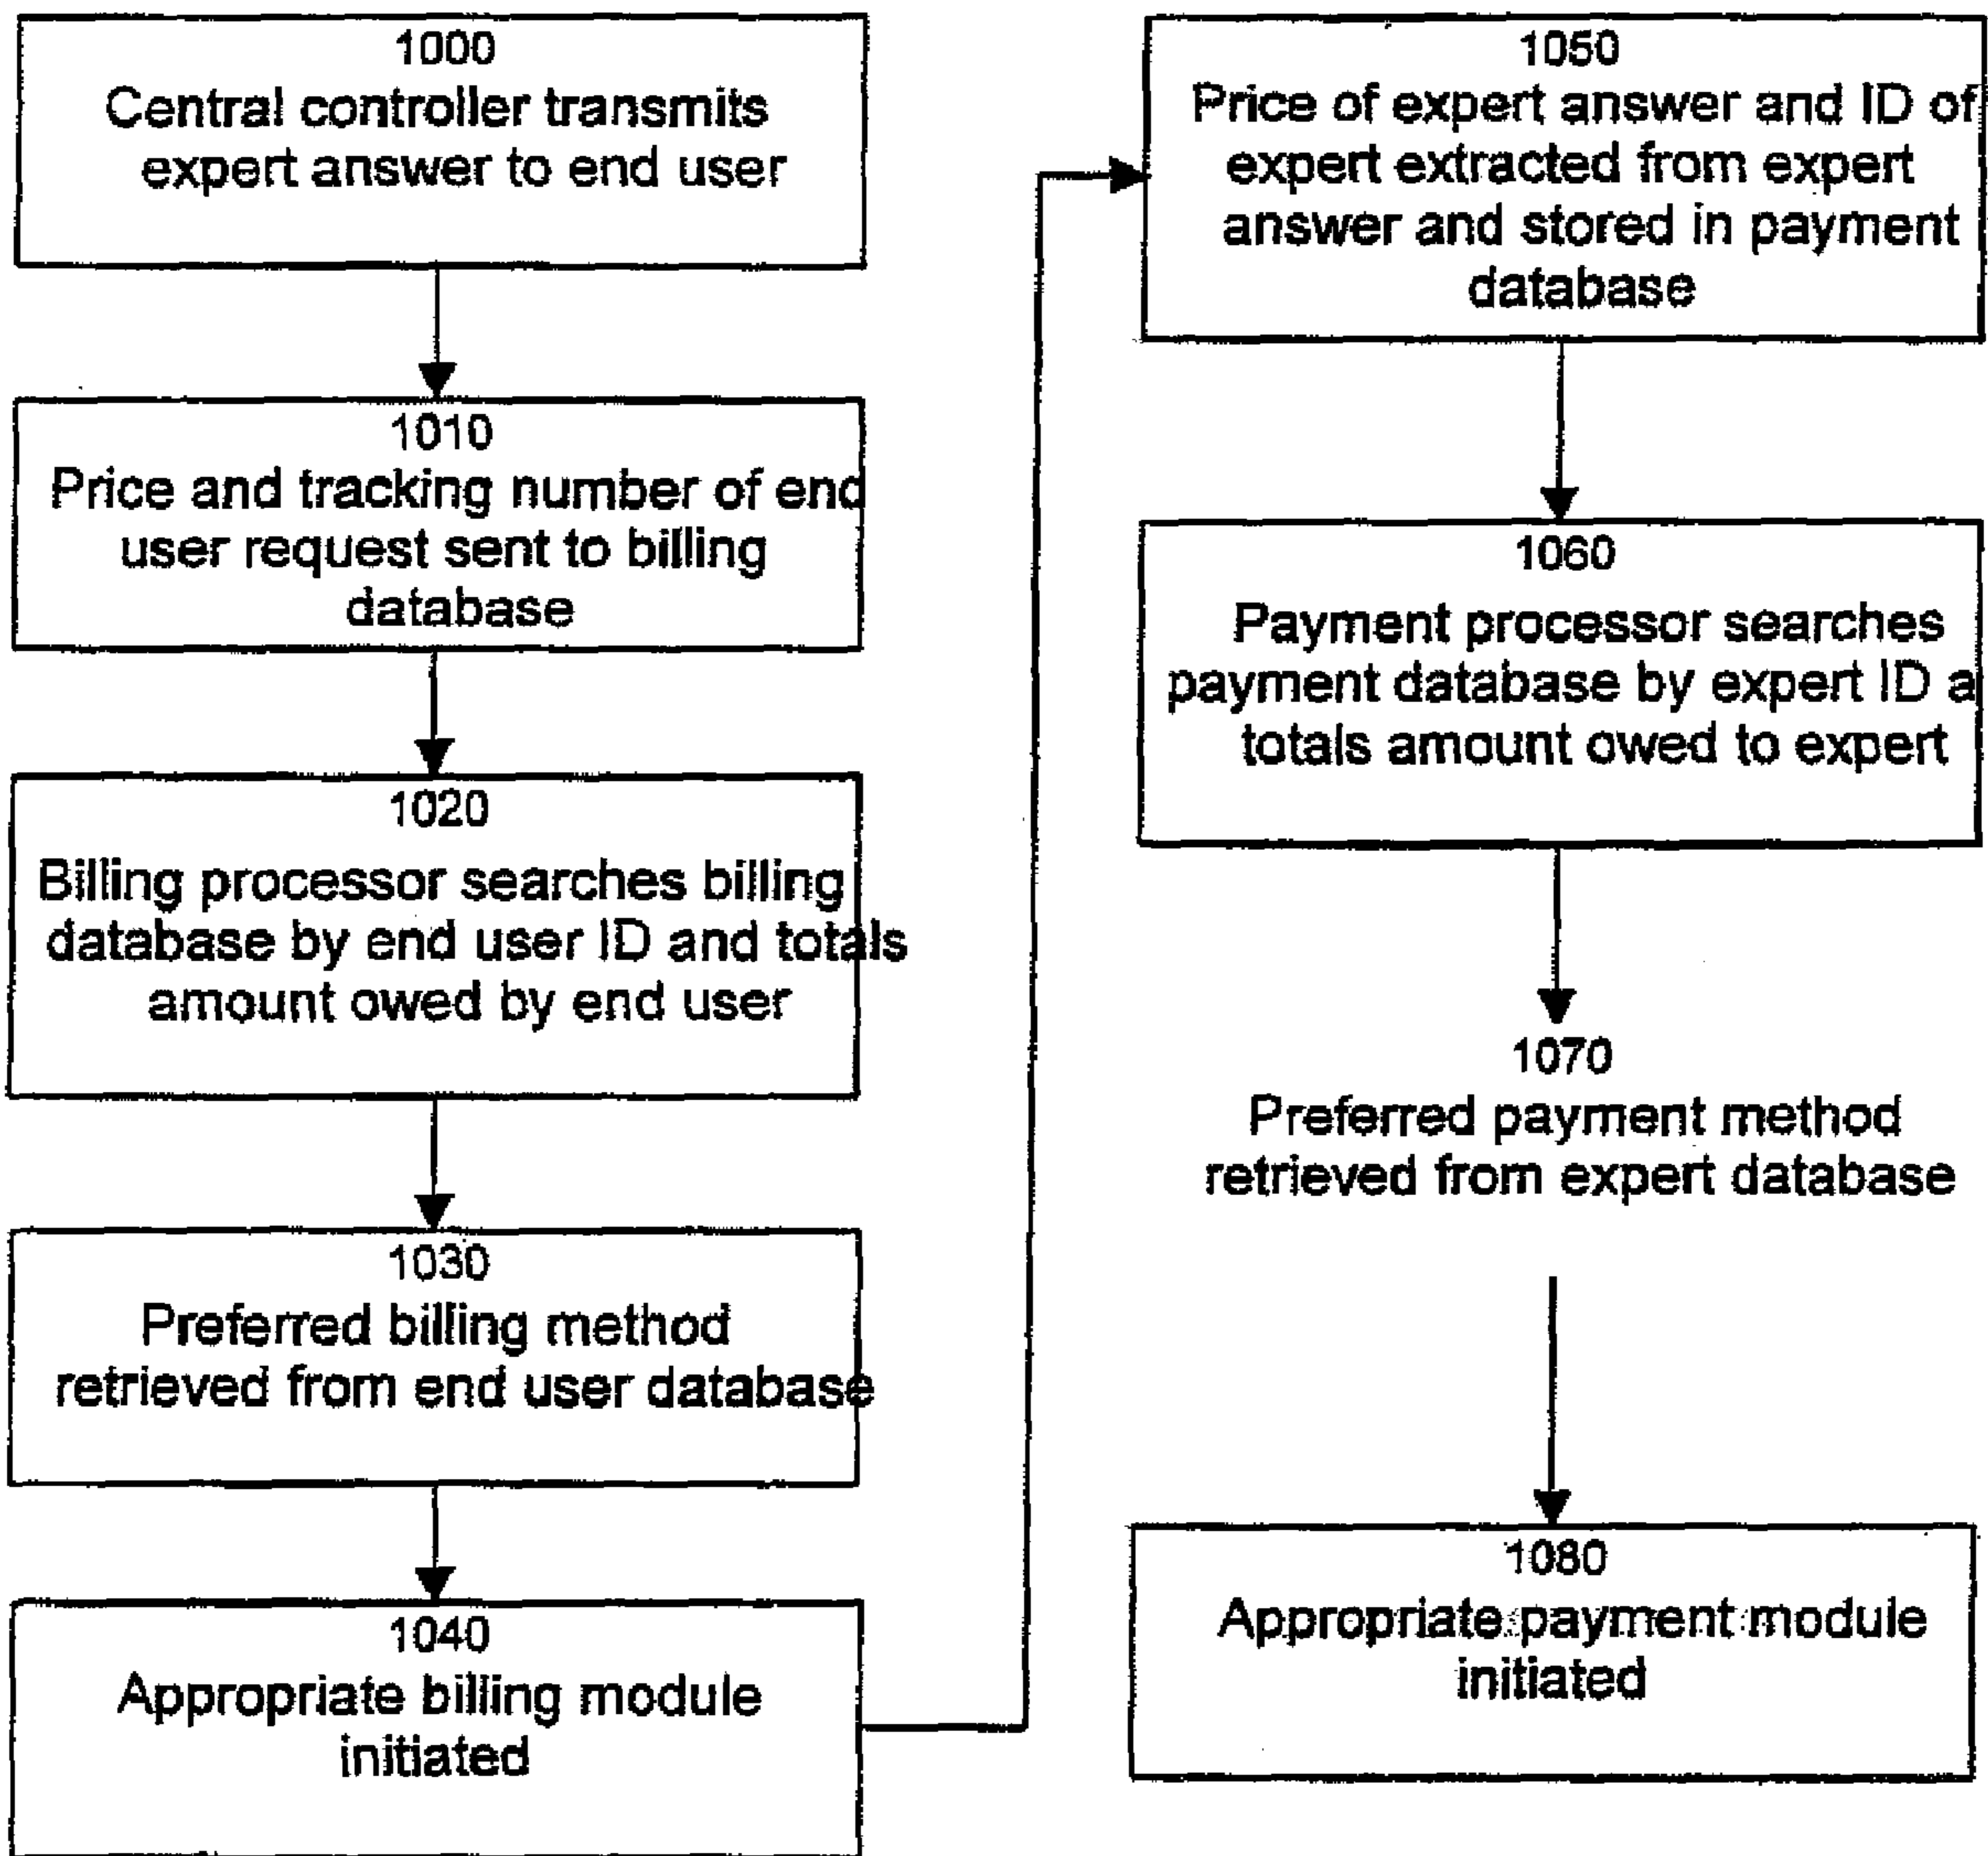 1000
Central controller transmits
expert answer to end user
1010
Price and tracking number of end
user request sent to billing
database
1020
Billing processor searches billing
database by end user ID and totals
amount owed by end user
1030
Preferred billing method
retrieved from end user database
1040
Appropriate billing module
initiated
1050
Price of expert answer and ID of
expert extracted from expert
answer and stored in payment
database
1060
Payment processor searches
payment database by expert ID a
totals amount owed to expert
1070
Preferred payment method
retrieved from expert database
1080
Appropriate payment module
initiated